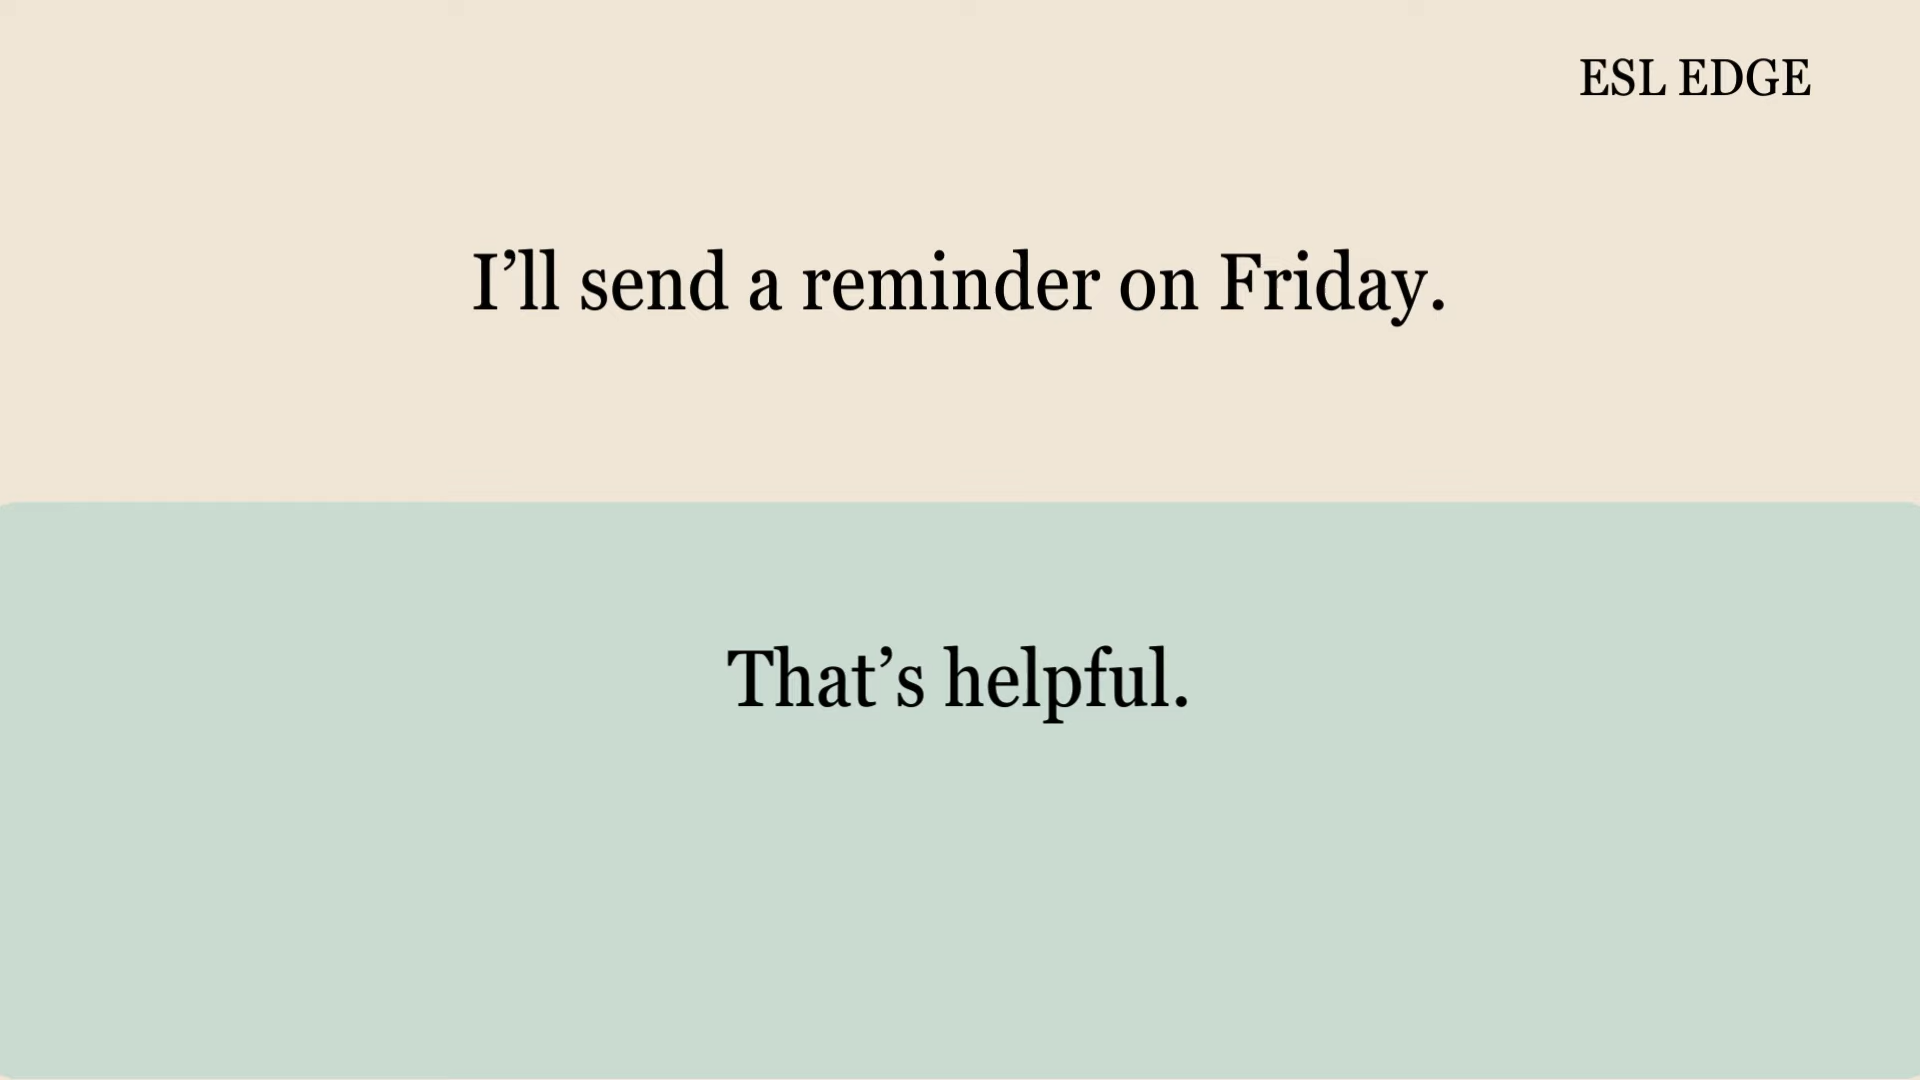 ESL EDGE
I’ll send a reminder on Friday.
That’s helpful.